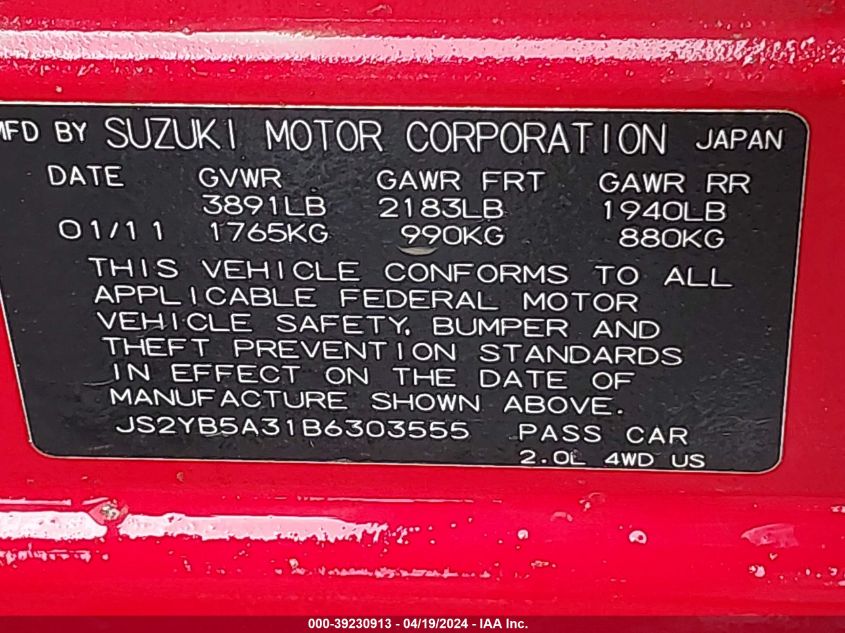 MFD BY SUZUKI MOTOR CORPORATION JAPAN
DATE GVWR GAWR FRT GAWR RR
3891LB 2183LB 1940LB
01/11 1765KG 990KG 880KG
THIS VEHICLE CONFORMS TO ALL
APPLICABLE FEDERAL MOTOR
VEHICLE SAFETY, BUMPER AND
THEFT PREVENTION STANDARDS
IN EFFECT ON THE DATE OF
MANUFACTURE SHOWN ABOVE.
JS2YB5A31B6303555 PASS CAR
2.0L 4WD US
000-39230913 - 04/19/2024 - IAA Inc.